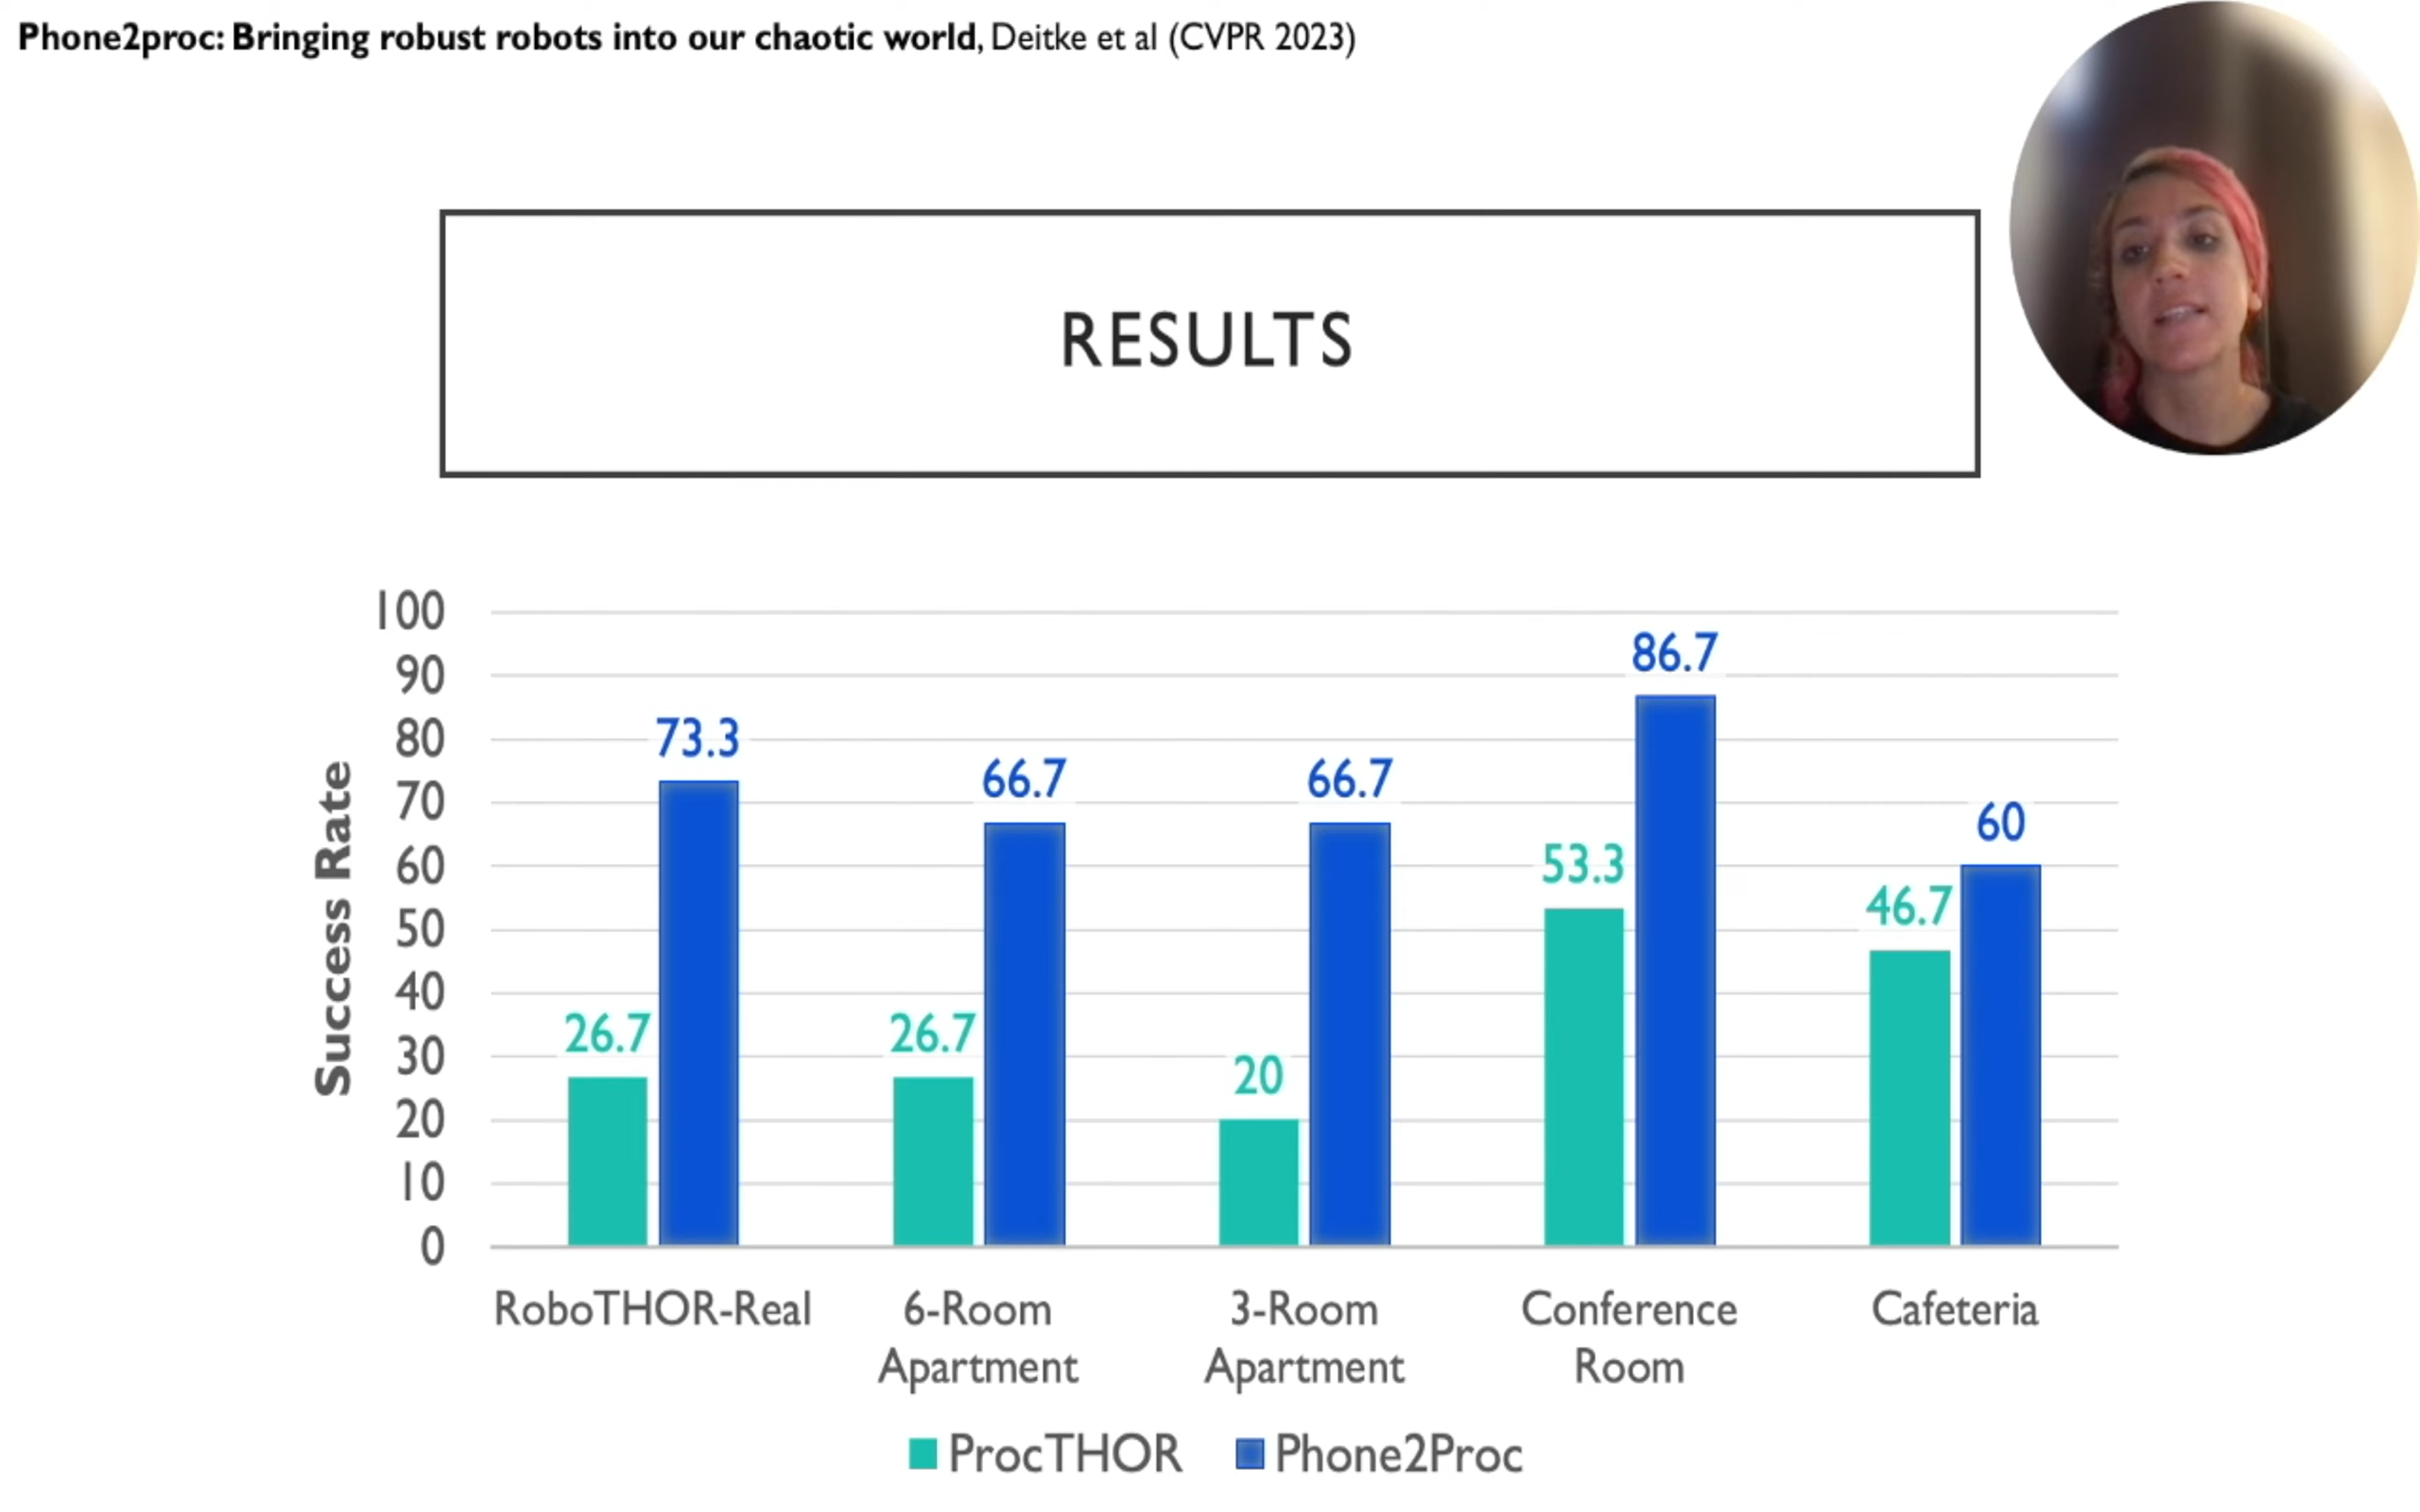 Phone2proc: Bringing robust robots into our chaotic world, Deitke et al (CVPR 2023)
RESULTS
Success Rate
100
90
80
70
60
50
40
30
20
10
0
26.7
73.3
26.7
66.7
20
66.7
53.3
86.7
46.7
60
RoboTHOR-Real
6-Room
Apartment
3-Room
Apartment
Conference
Room
Cafeteria
ProcTHOR
Phone2Proc